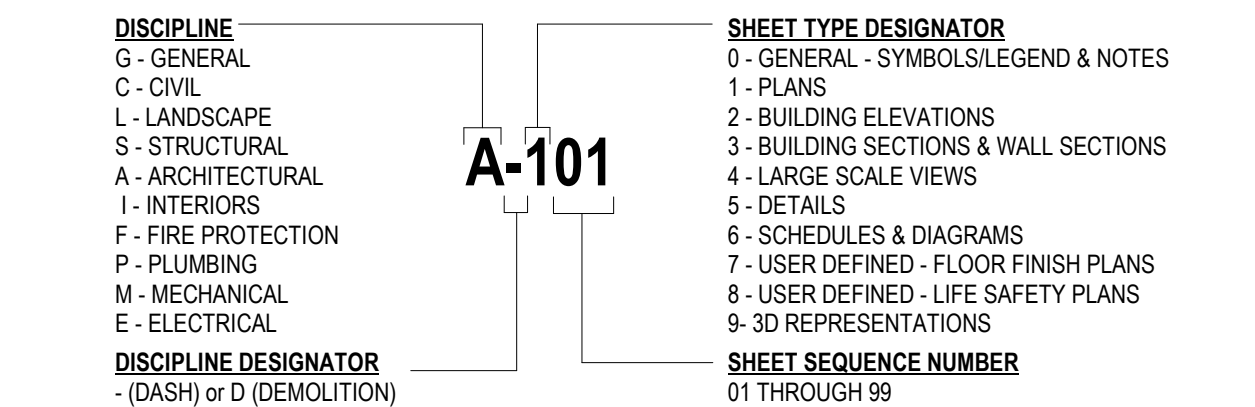 DISCIPLINE
G - GENERAL
C - CIVIL
L - LANDSCAPE
S - STRUCTURAL
A - ARCHITECTURAL
I - INTERIORS
F - FIRE PROTECTION
P - PLUMBING
M - MECHANICAL
E - ELECTRICAL
DISCIPLINE DESIGNATOR
- (DASH) or D (DEMOLITION)
A-101
SHEET TYPE DESIGNATOR
0 - GENERAL - SYMBOLS/LEGEND & NOTES
1 - PLANS
2 - BUILDING ELEVATIONS
3 - BUILDING SECTIONS & WALL SECTIONS
4 - LARGE SCALE VIEWS
5 - DETAILS
6 - SCHEDULES & DIAGRAMS
7 - USER DEFINED - FLOOR FINISH PLANS
8 - USER DEFINED - LIFE SAFETY PLANS
9- 3D REPRESENTATIONS
SHEET SEQUENCE NUMBER
01 THROUGH 99